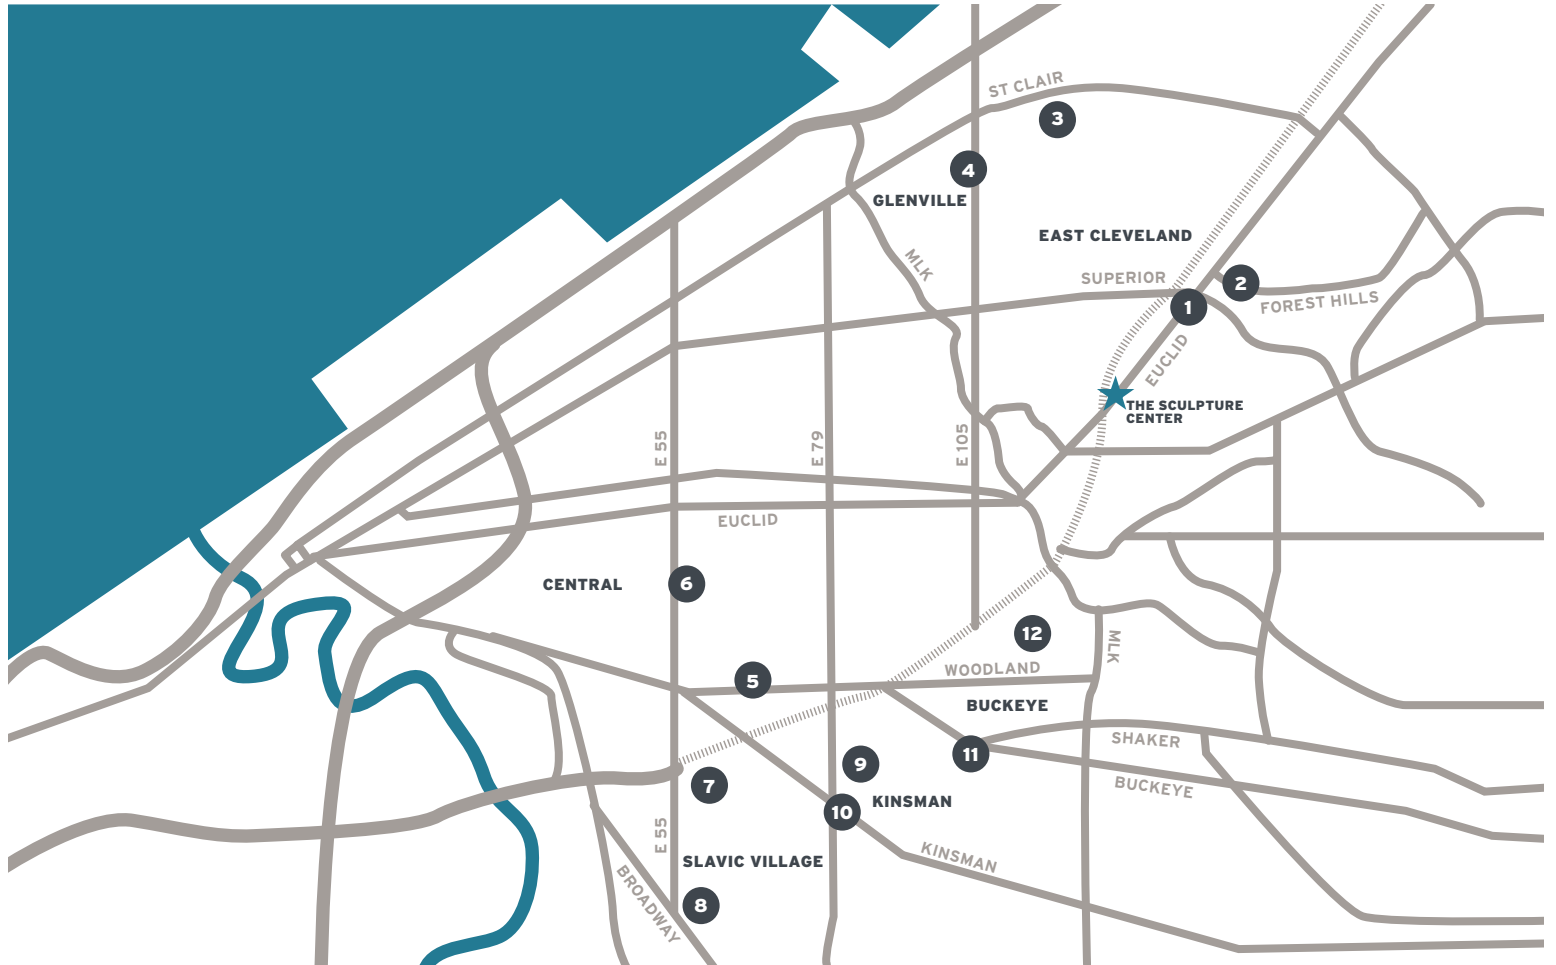 ST CLAIR
3
4
GLENVILLE
EAST CLEVELAND
MLK
SUPERIOR
2
1
FOREST HILLS
EUCLID
THE SCULPTURE
CENTER
E 55
E 79
E 105
EUCLID
CENTRAL
6
12
MLK
WOODLAND
5
BUCKEYE
SHAKER
11
9
7
BUCKEYE
KINSMAN
10
E 55
KINSMAN
SLAVIC VILLAGE
BROADWAY
8